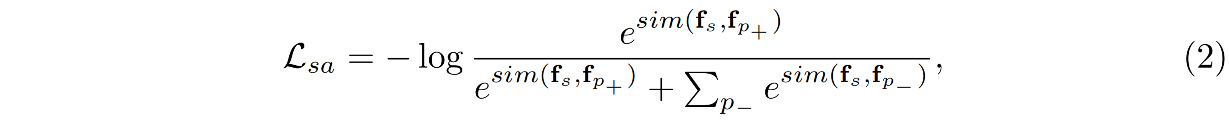 $\mathcal{L}_{sa} = -\log \frac{e^{sim(\mathbf{f}_s, \mathbf{f}_{p_+})}}{e^{sim(\mathbf{f}_s, \mathbf{f}_{p_+})} + \sum_{p_-} e^{sim(\mathbf{f}_s, \mathbf{f}_{p_-})}},$ (2)